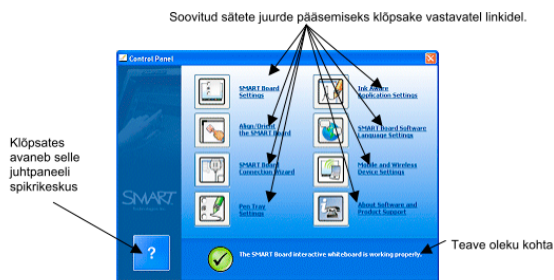 Soovitud sätete juurde pääsemiseks klõpsake vastavatel linkidel.
Control Panel
SMART Board
Settings
Ink Aware
Application Settings
Align/Orient
the SMART Board
SMART Board Software
Language Settings
SMART Board
Connection Wizard
Mobile and Wireless
Device Settings
Pen Tray
Settings
About Software and
Product Support
Klõpsates
avaneb selle
juhtpaneeli
spikrikeskus
SMART
?
The SMART Board interactive whiteboard is working properly.
Teave oleku kohta